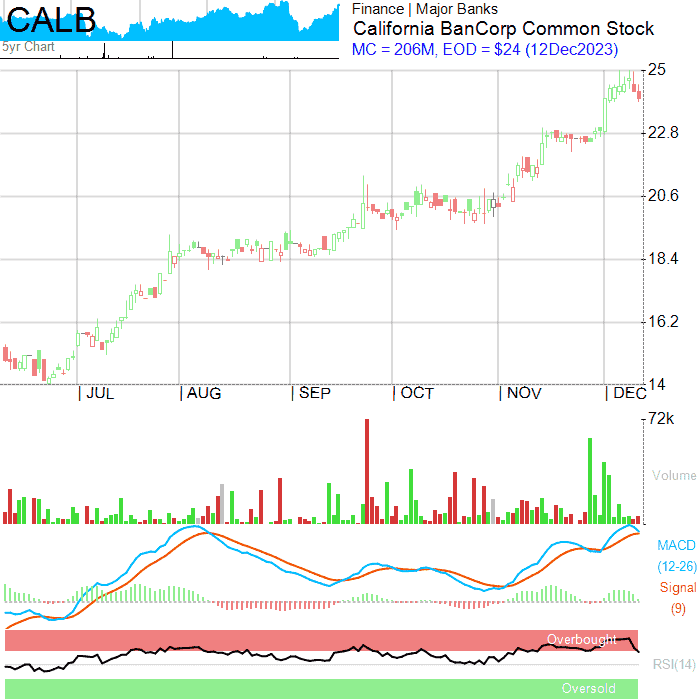 CALB
5yr Chart
Finance | Major Banks
California BanCorp Common Stock
MC = 206M, EOD = $24 (12Dec2023)
25
22.8
20.6
18.4
16.2
14
| JUL | AUG | SEP | OCT | NOV | DEC
72k
Volume
MACD
(12-26)
Signal
(9)
Overbought
RSI(14)
Oversold